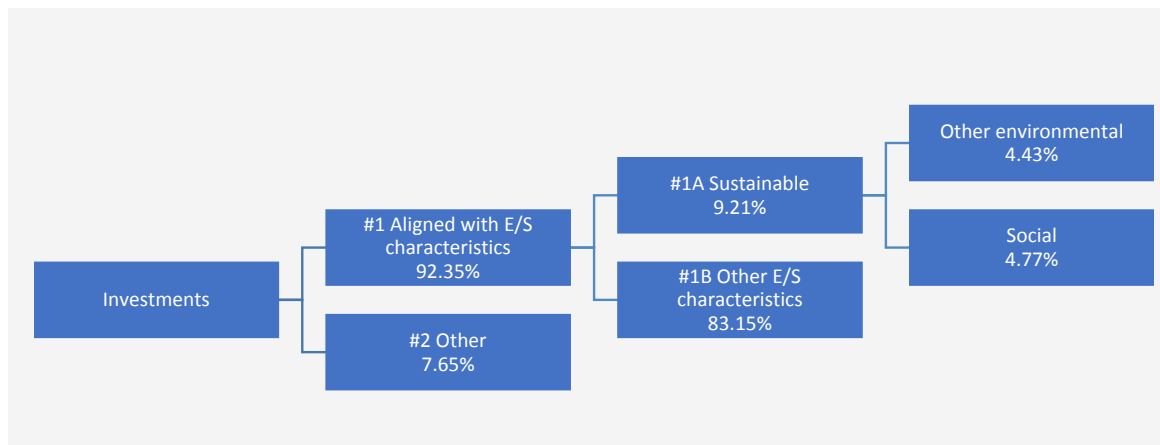 Investments
#1 Aligned with E/S
characteristics
92.35%
#2 Other
7.65%
#1A Sustainable
9.21%
#1B Other E/S
characteristics
83.15%
Other environmental
4.43%
Social
4.77%